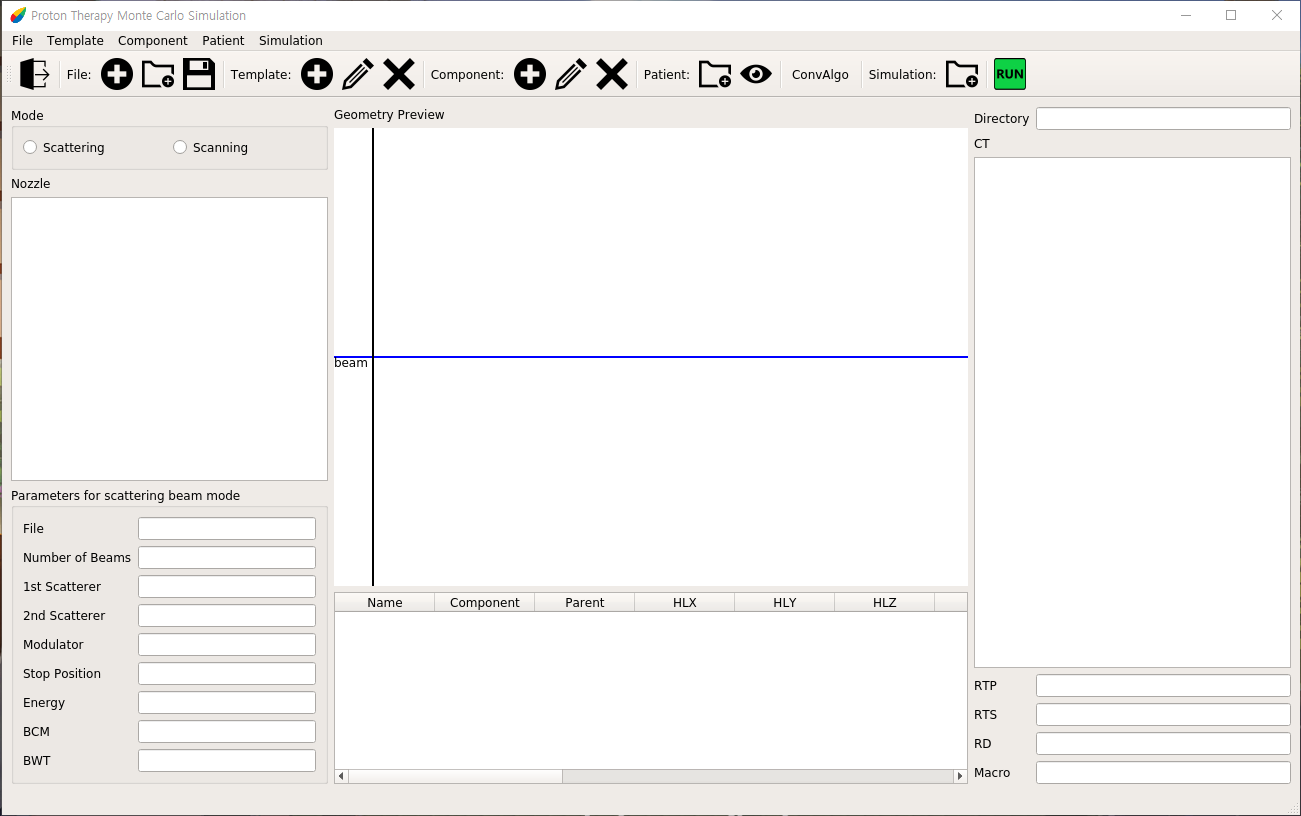 Proton Therapy Monte Carlo Simulation
File Template Component Patient Simulation
File: Template: Component: Patient: ConvAlgo Simulation: RUN
Mode
Scattering Scanning
Nozzle
Parameters for scattering beam mode
File
Number of Beams
1st Scatterer
2nd Scatterer
Modulator
Stop Position
Energy
BCM
BWT
Geometry Preview
beam
Name Component Parent HLX HLY HLZ
Directory
CT
RTP
RTS
RD
Macro